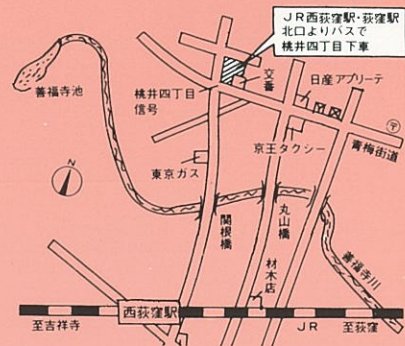 JR西荻窪駅・荻窪駅
北口よりバスで
桃井四丁目下車
交番
日産アプリーテ
善福寺池
桃井四丁目
信号
〒
京王タクシー
青梅街道
東京ガス
N
関根橋
丸山橋
善福寺川
材木店
西荻窪駅
至吉祥寺
JR
至荻窪